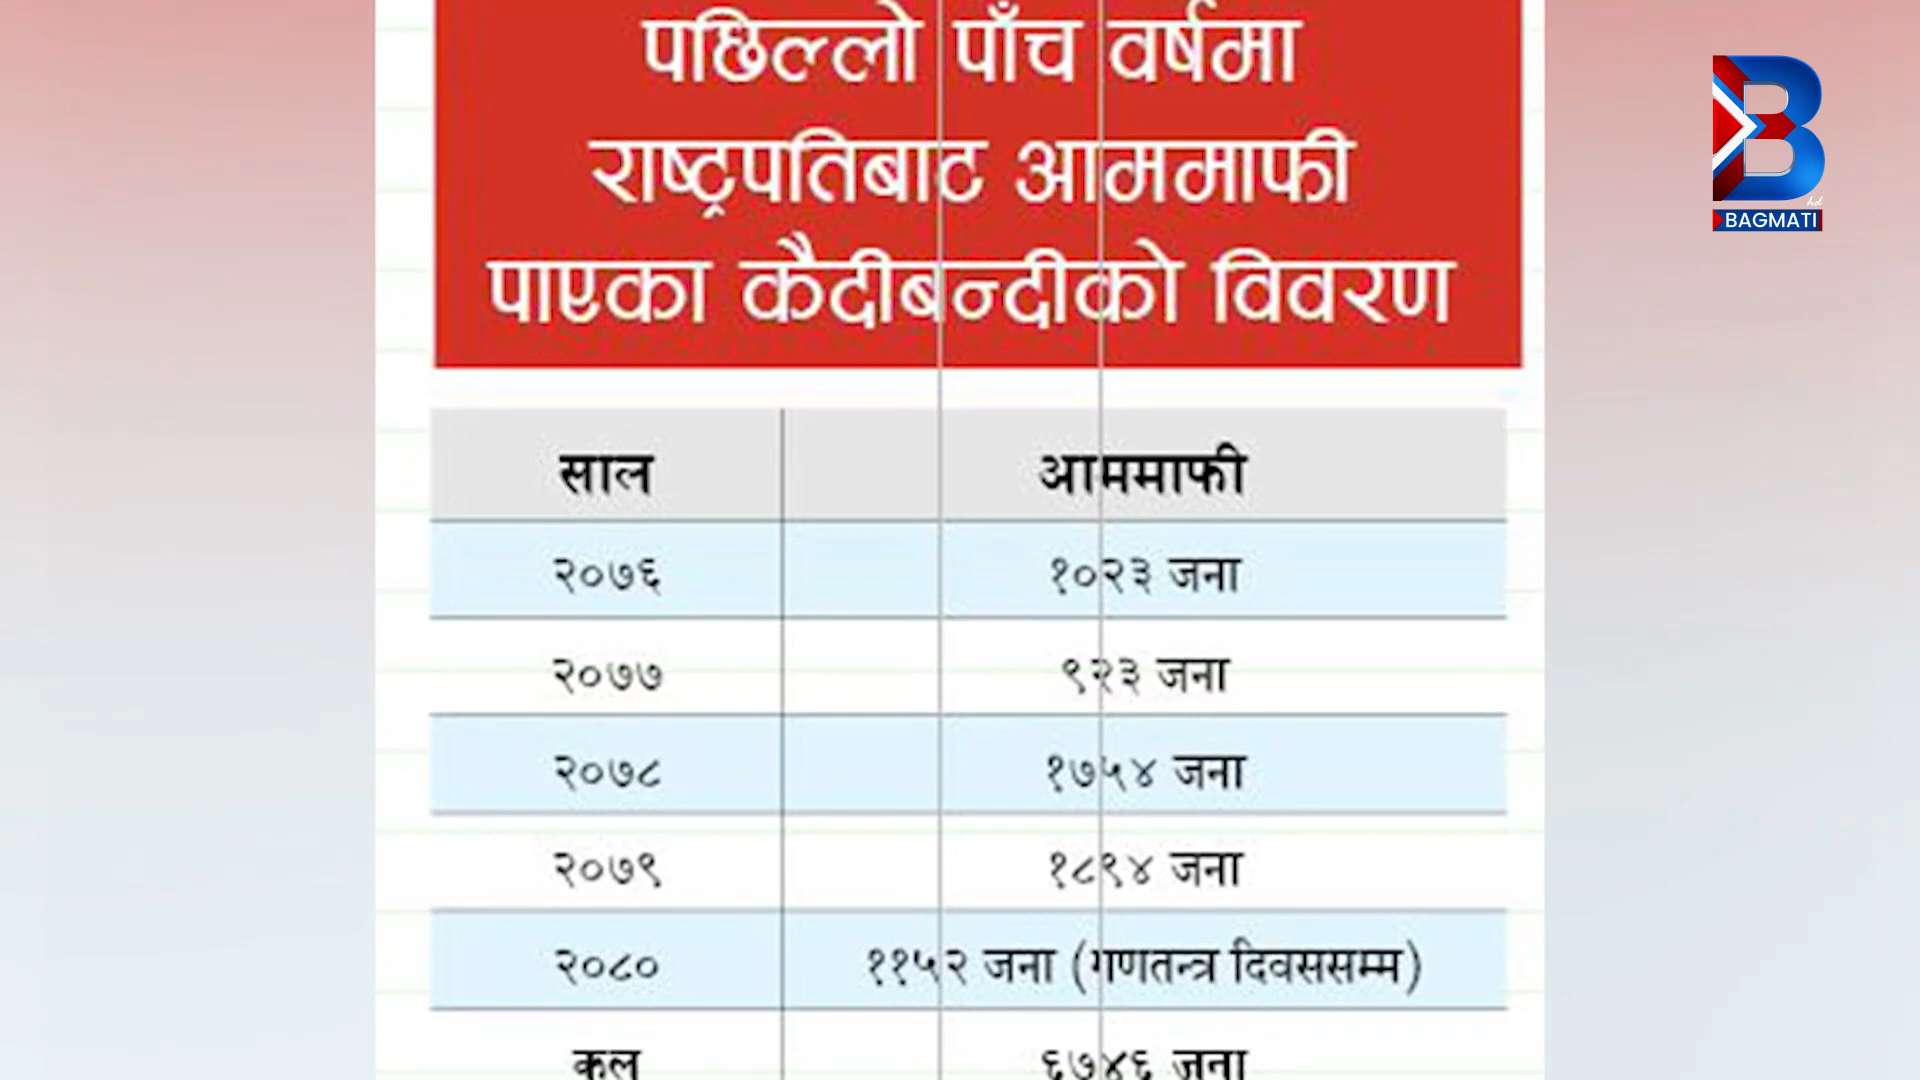 पछिल्लो पाँच वर्षमा
राष्ट्रपतिबाट आममाफी
पाएका कैदीबन्दीको विवरण
hd
BAGMATI
साल आममाफी
२०७६ १०२३ जना
२०७७ ९२३ जना
२०७८ १७५४ जना
२०७९ १८९४ जना
२०८० ११५२ जना (गणतन्त्र दिवससम्म)
कुल ६७४६ जना